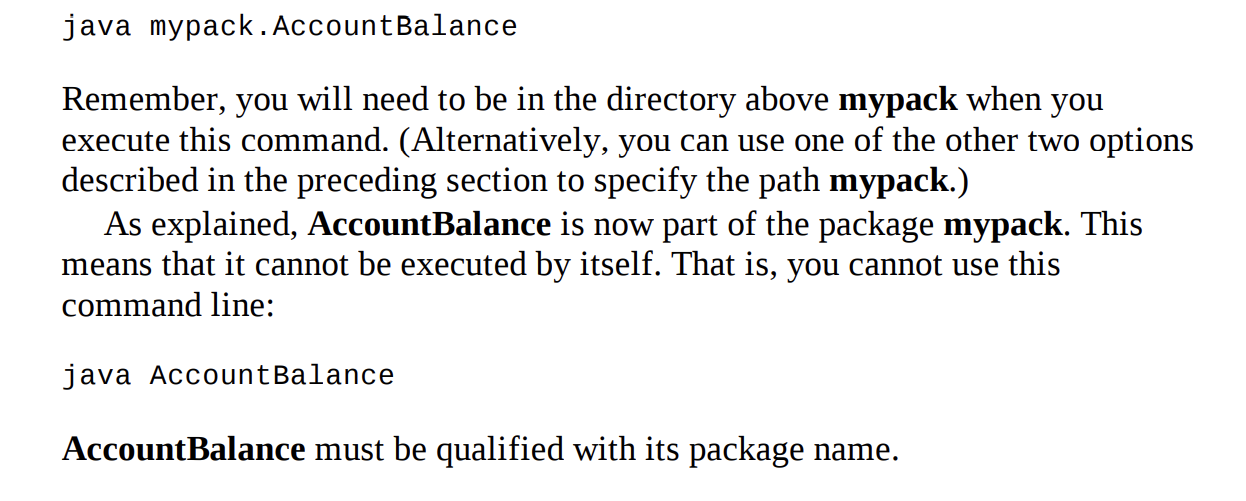 java mypack.AccountBalance
Remember, you will need to be in the directory above mypack when you
execute this command. (Alternatively, you can use one of the other two options
described in the preceding section to specify the path mypack.)
As explained, AccountBalance is now part of the package mypack. This
means that it cannot be executed by itself. That is, you cannot use this
command line:
java AccountBalance
AccountBalance must be qualified with its package name.